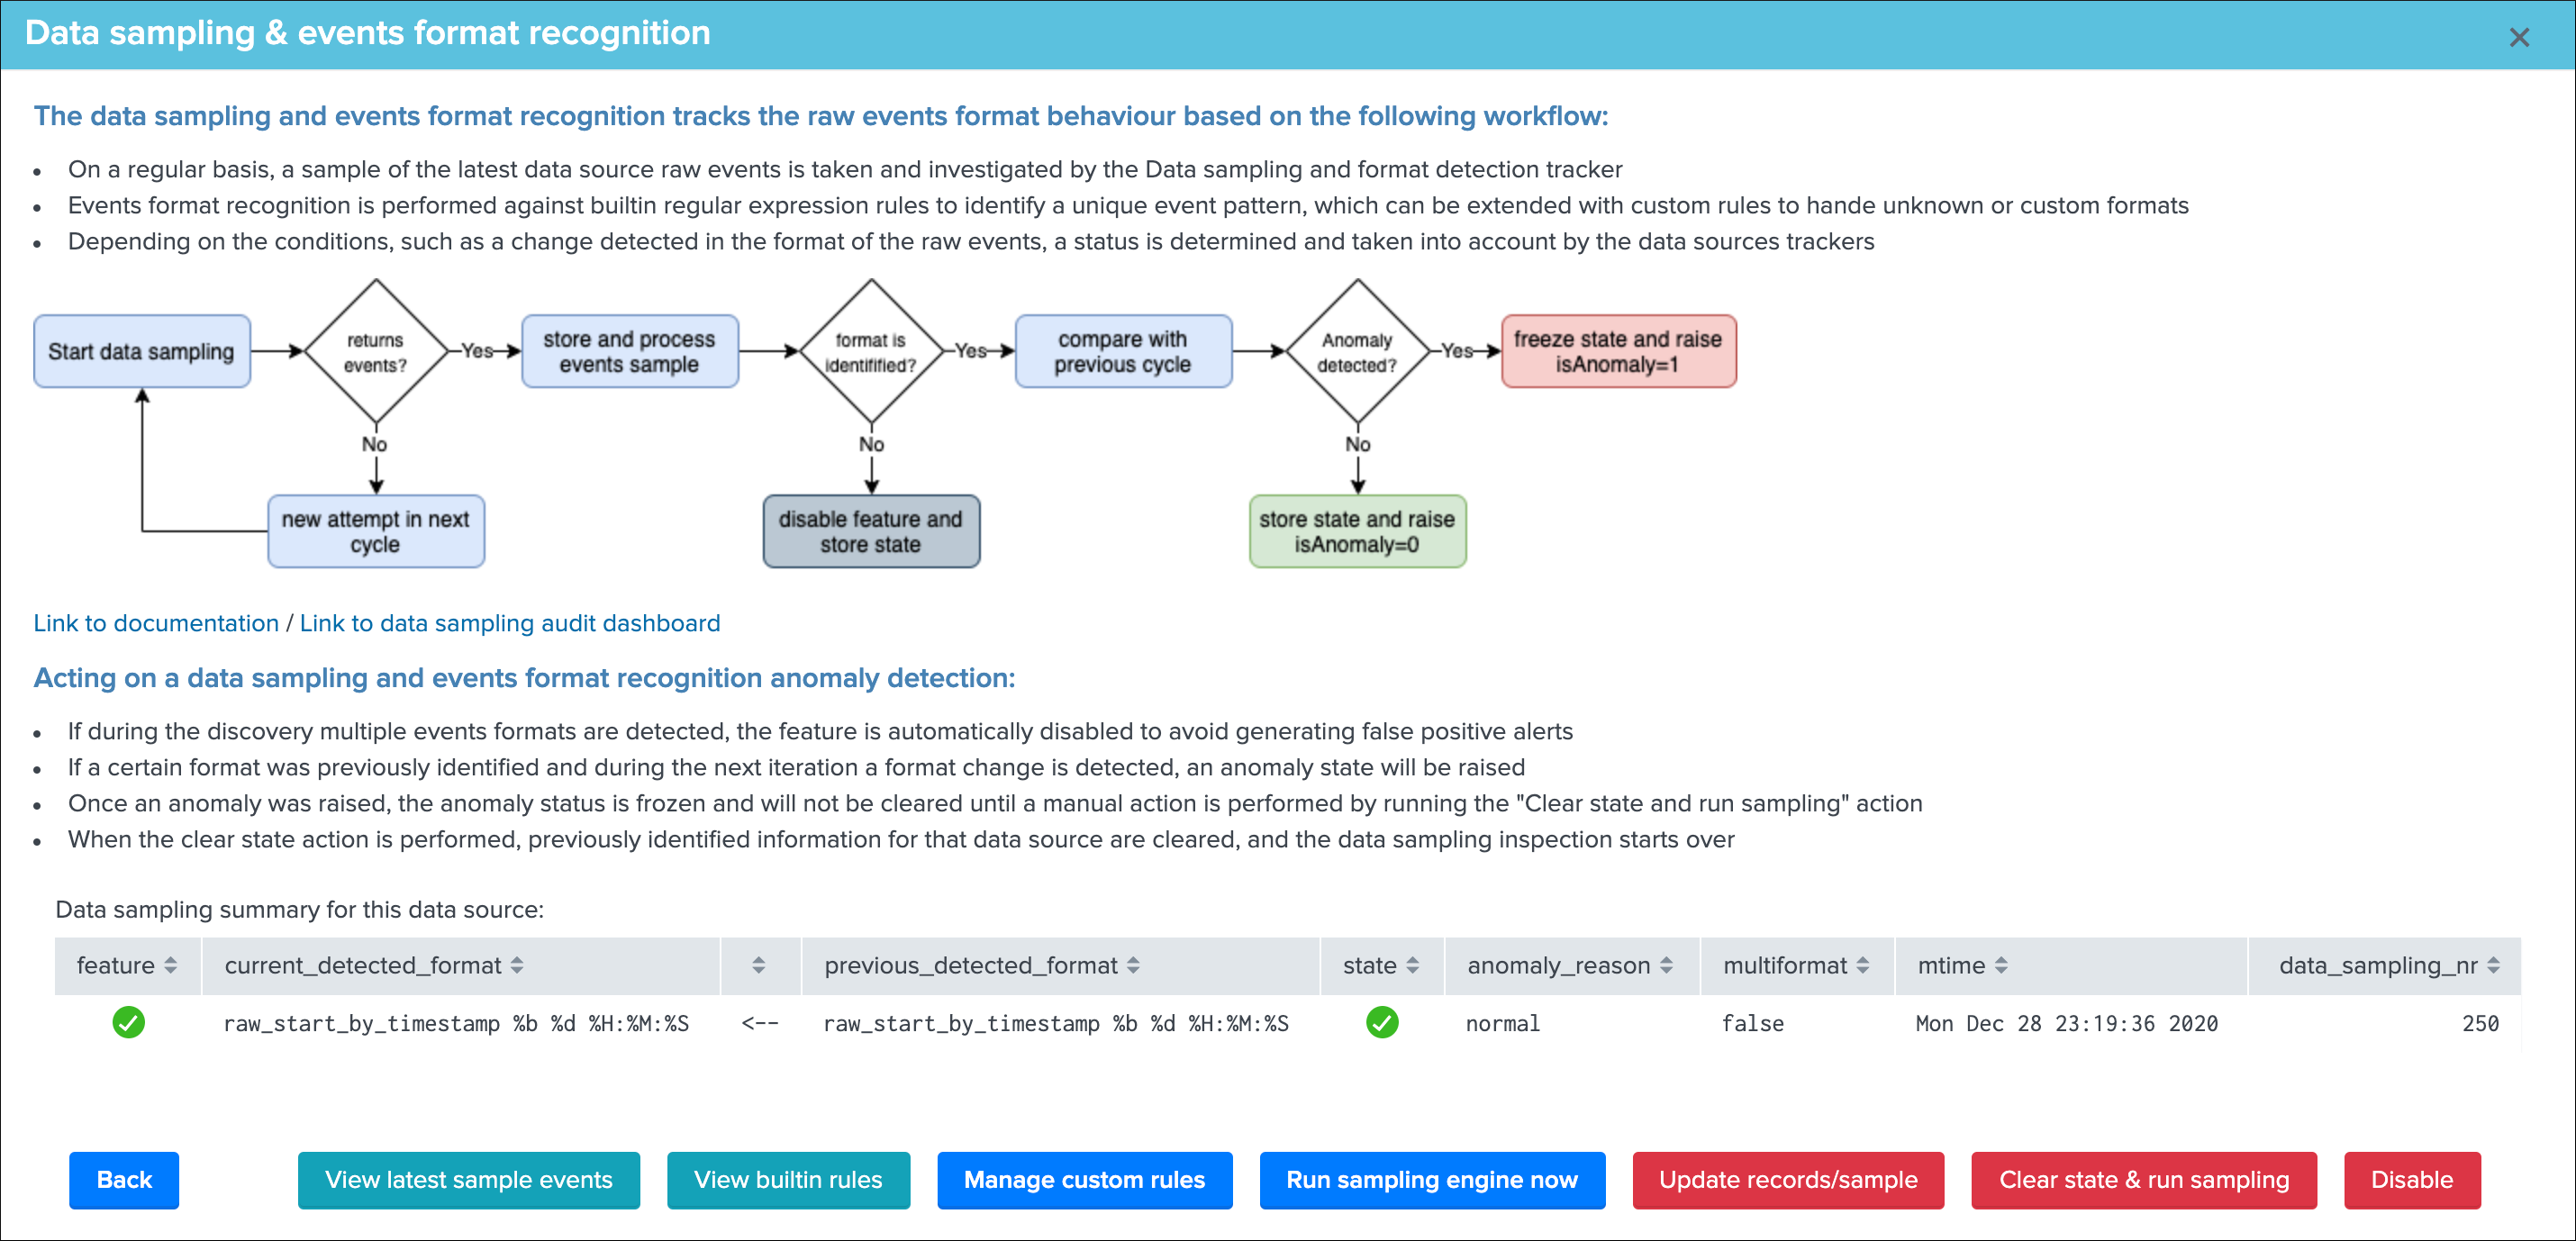 Data sampling & events format recognition
The data sampling and events format recognition tracks the raw events format behaviour based on the following workflow:
On a regular basis, a sample of the latest data source raw events is taken and investigated by the Data sampling and format detection tracker
Events format recognition is performed against builtin regular expression rules to identify a unique event pattern, which can be extended with custom rules to hande unknown or custom formats
Depending on the conditions, such as a change detected in the format of the raw events, a status is determined and taken into account by the data sources trackers
Start data sampling
returns
events?
Yes
store and process
events sample
format is
identifified?
Yes
compare with
previous cycle
Anomaly
detected?
Yes
freeze state and raise
isAnomaly=1
No
No
No
new attempt in next
cycle
disable feature and
store state
store state and raise
isAnomaly=0
Link to documentation / Link to data sampling audit dashboard
Acting on a data sampling and events format recognition anomaly detection:
If during the discovery multiple events formats are detected, the feature is automatically disabled to avoid generating false positive alerts
If a certain format was previously identified and during the next iteration a format change is detected, an anomaly state will be raised
Once an anomaly was raised, the anomaly status is frozen and will not be cleared until a manual action is performed by running the "Clear state and run sampling" action
When the clear state action is performed, previously identified information for that data source are cleared, and the data sampling inspection starts over
Data sampling summary for this data source:
feature current_detected_format previous_detected_format state anomaly_reason multiformat mtime data_sampling_nr
raw_start_by_timestamp %b %d %H:%M:%S <-- raw_start_by_timestamp %b %d %H:%M:%S normal false Mon Dec 28 23:19:36 2020 250
Back View latest sample events View builtin rules Manage custom rules Run sampling engine now Update records/sample Clear state & run sampling Disable